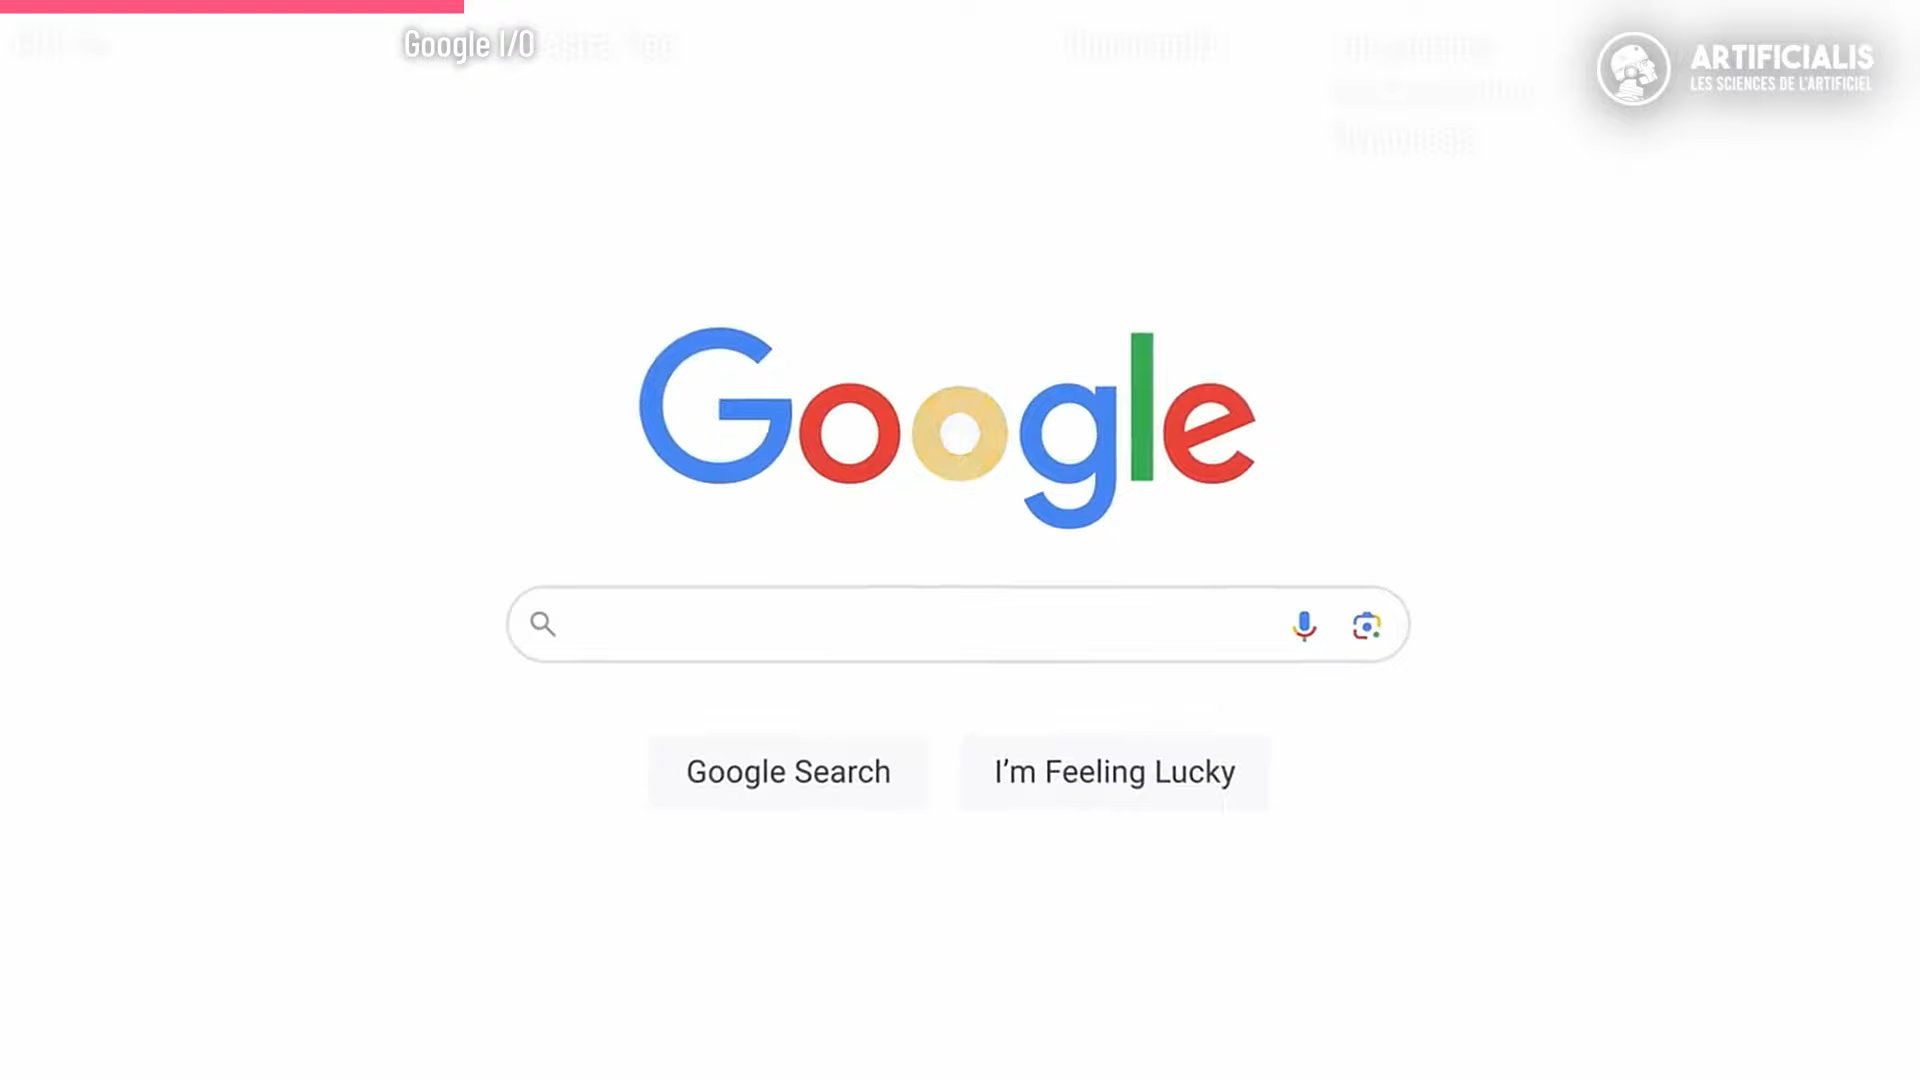 Google I/O
ARTIFICIALIS
LES SCIENCES DE L'ARTIFICIEL
Google
Google Search
I’m Feeling Lucky